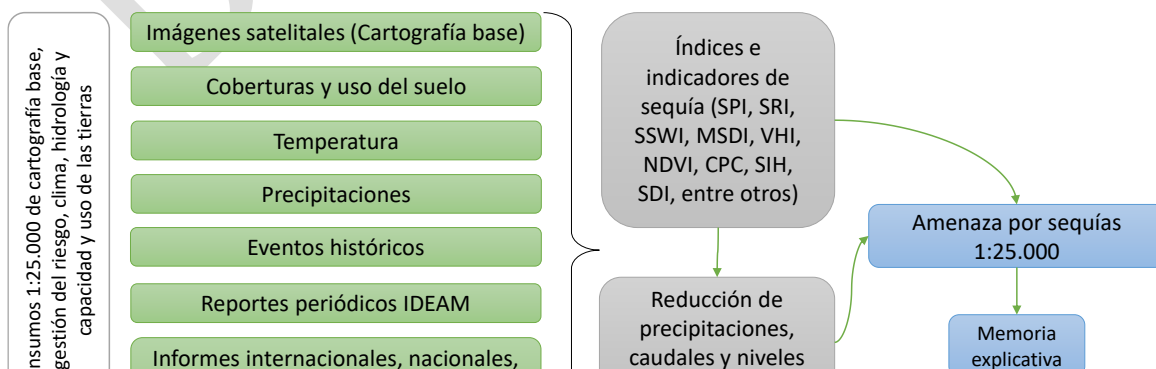 nsumos 1:25.000 de cartografía base,
gestión del riesgo, clima, hidrología y
capacidad y uso de las tierras
Imágenes satelitales (Cartografía base)
Coberturas y uso del suelo
Temperatura
Precipitaciones
Eventos históricos
Reportes periódicos IDEAM
Informes internacionales, nacionales,
Índices e
indicadores de
sequía (SPI, SRI,
SSWI, MSDI, VHI,
NDVI, CPC, SIH,
SDI, entre otros)
Reducción de
precipitaciones,
caudales y niveles
Amenaza por sequías
1:25.000
Memoria
explicativa